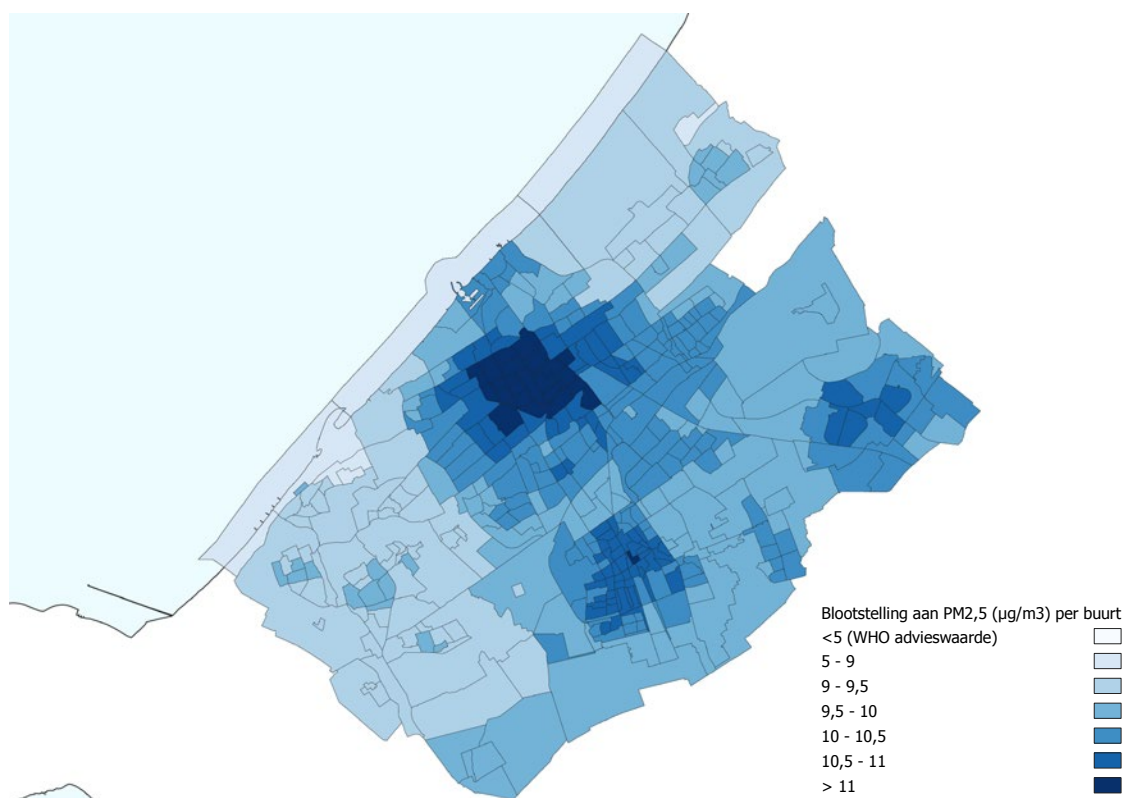 Blootstelling aan PM2,5 (µg/m3) per buurt
<5 (WHO advieswaarde)
5 - 9
9 - 9,5
9,5 - 10
10 - 10,5
10,5 - 11
> 11